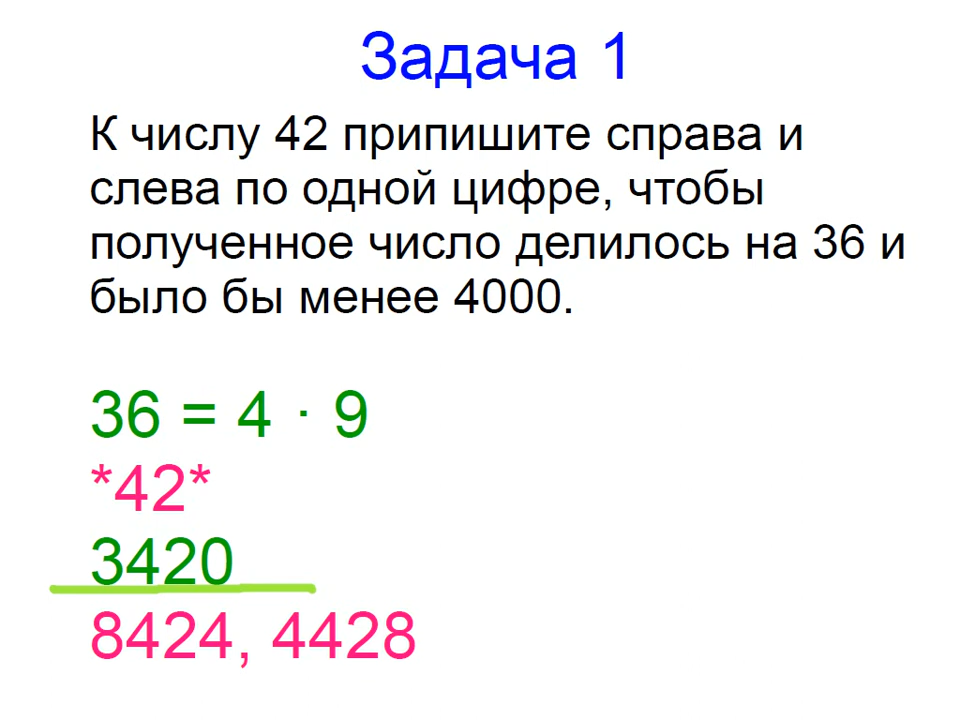 Задача 1
К числу 42 припишите справа и
слева по одной цифре, чтобы
полученное число делилось на 36 и
было бы менее 4000.
36 = 4 · 9
*42*
3420
8424, 4428